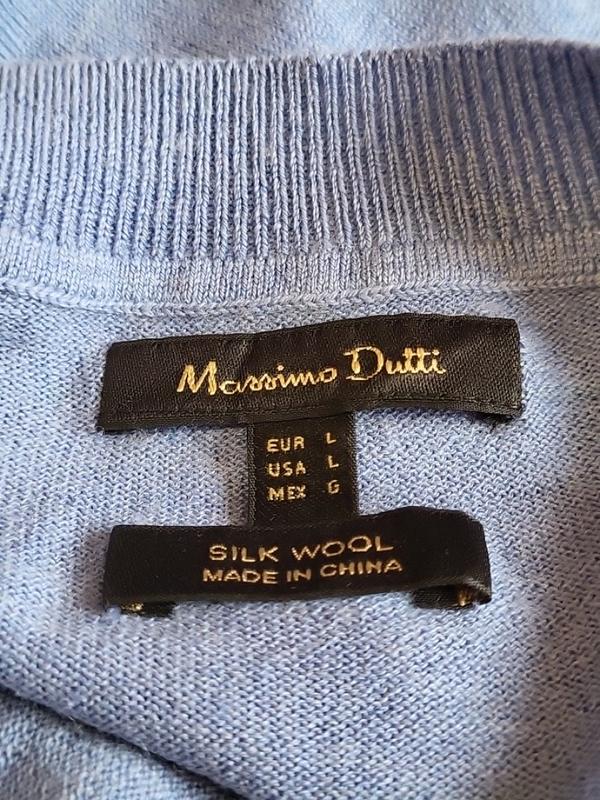 Massimo Dutti
EUR L
USA L
MEX G
SILK WOOL
MADE IN CHINA